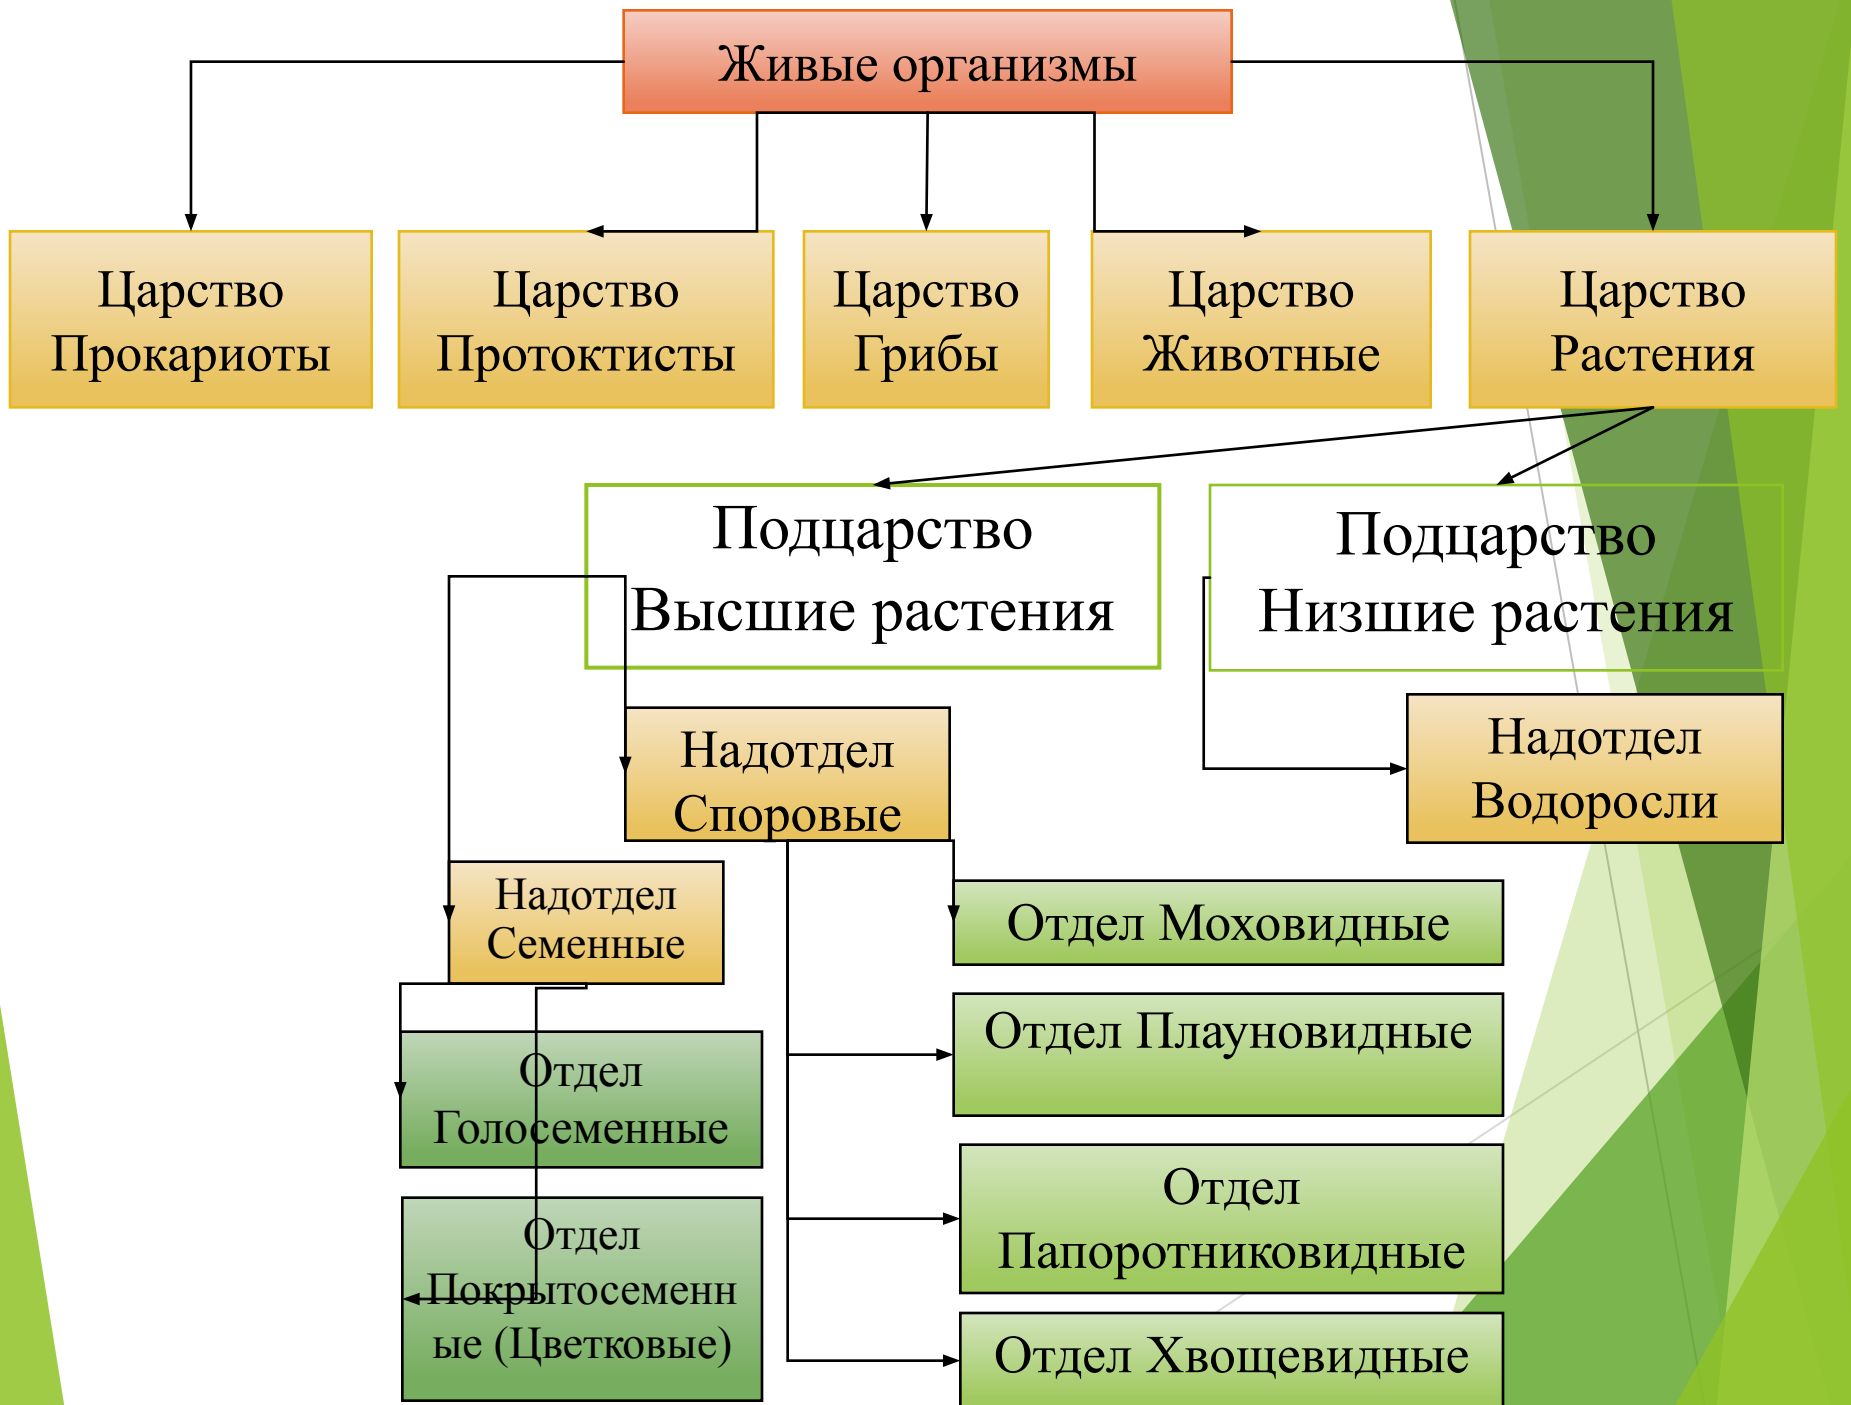 Живые организмы
Царство
Прокариоты
Царство
Протоктисты
Царство
Грибы
Царство
Животные
Царство
Растения
Подцарство
Высшие растения
Подцарство
Низшие растения
Надотдел
Споровые
Надотдел
Водоросли
Надотдел
Семенные
Отдел Моховидные
Отдел Плауновидные
Отдел
Голосеменные
Отдел
Папоротниковидные
Отдел
Покрытосеменн
ые (Цветковые)
Отдел Хвощевидные